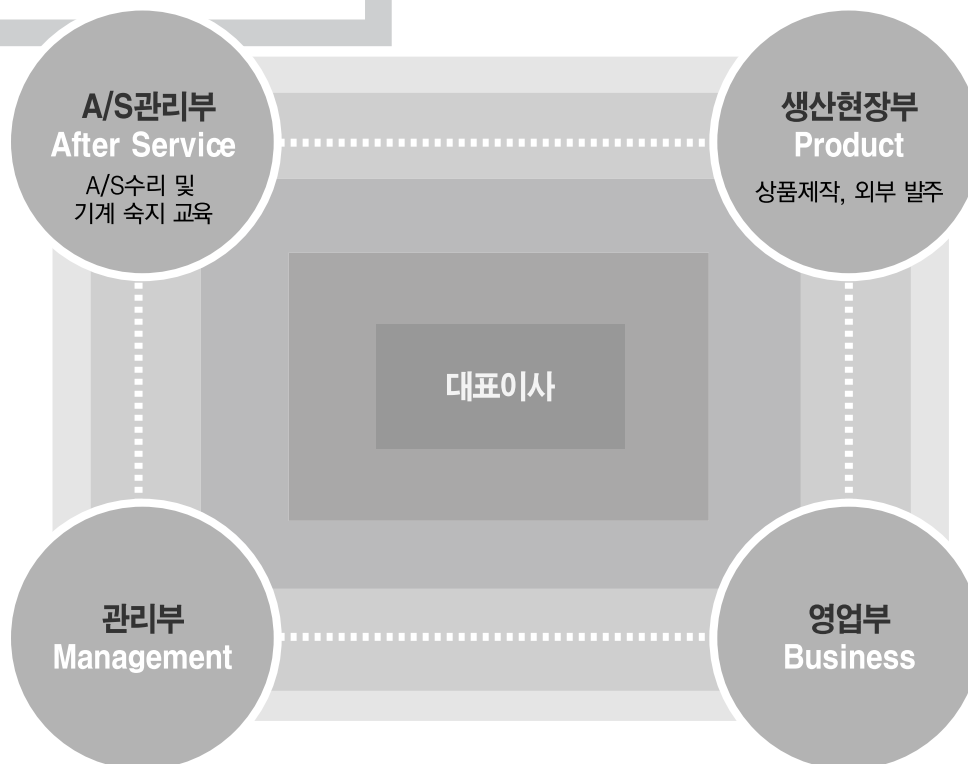 A/S관리부
After Service
A/S수리 및
기계 숙지 교육
생산현장부
Product
상품제작, 외부 발주
대표이사
관리부
Management
영업부
Business